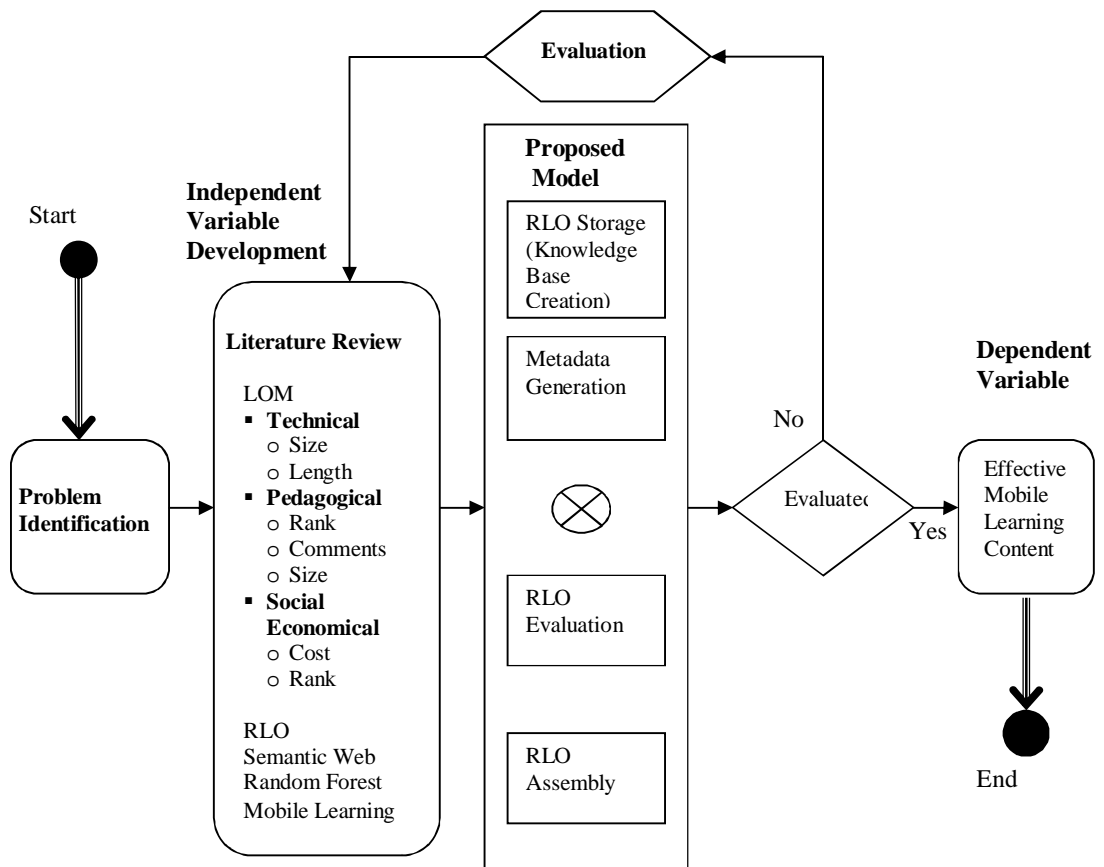 Evaluation
Independent
Variable
Development
Start
Problem
Identification
Literature Review
LOM
▪ Technical
o Size
o Length
▪ Pedagogical
o Rank
o Comments
o Size
▪ Social
Economical
o Cost
o Rank
RLO
Semantic Web
Random Forest
Mobile Learning
Proposed
Model
RLO Storage
(Knowledge
Base
Creation)
Metadata
Generation
RLO
Evaluation
RLO
Assembly
No
Evaluated
Yes
Dependent
Variable
Effective
Mobile
Learning
Content
End